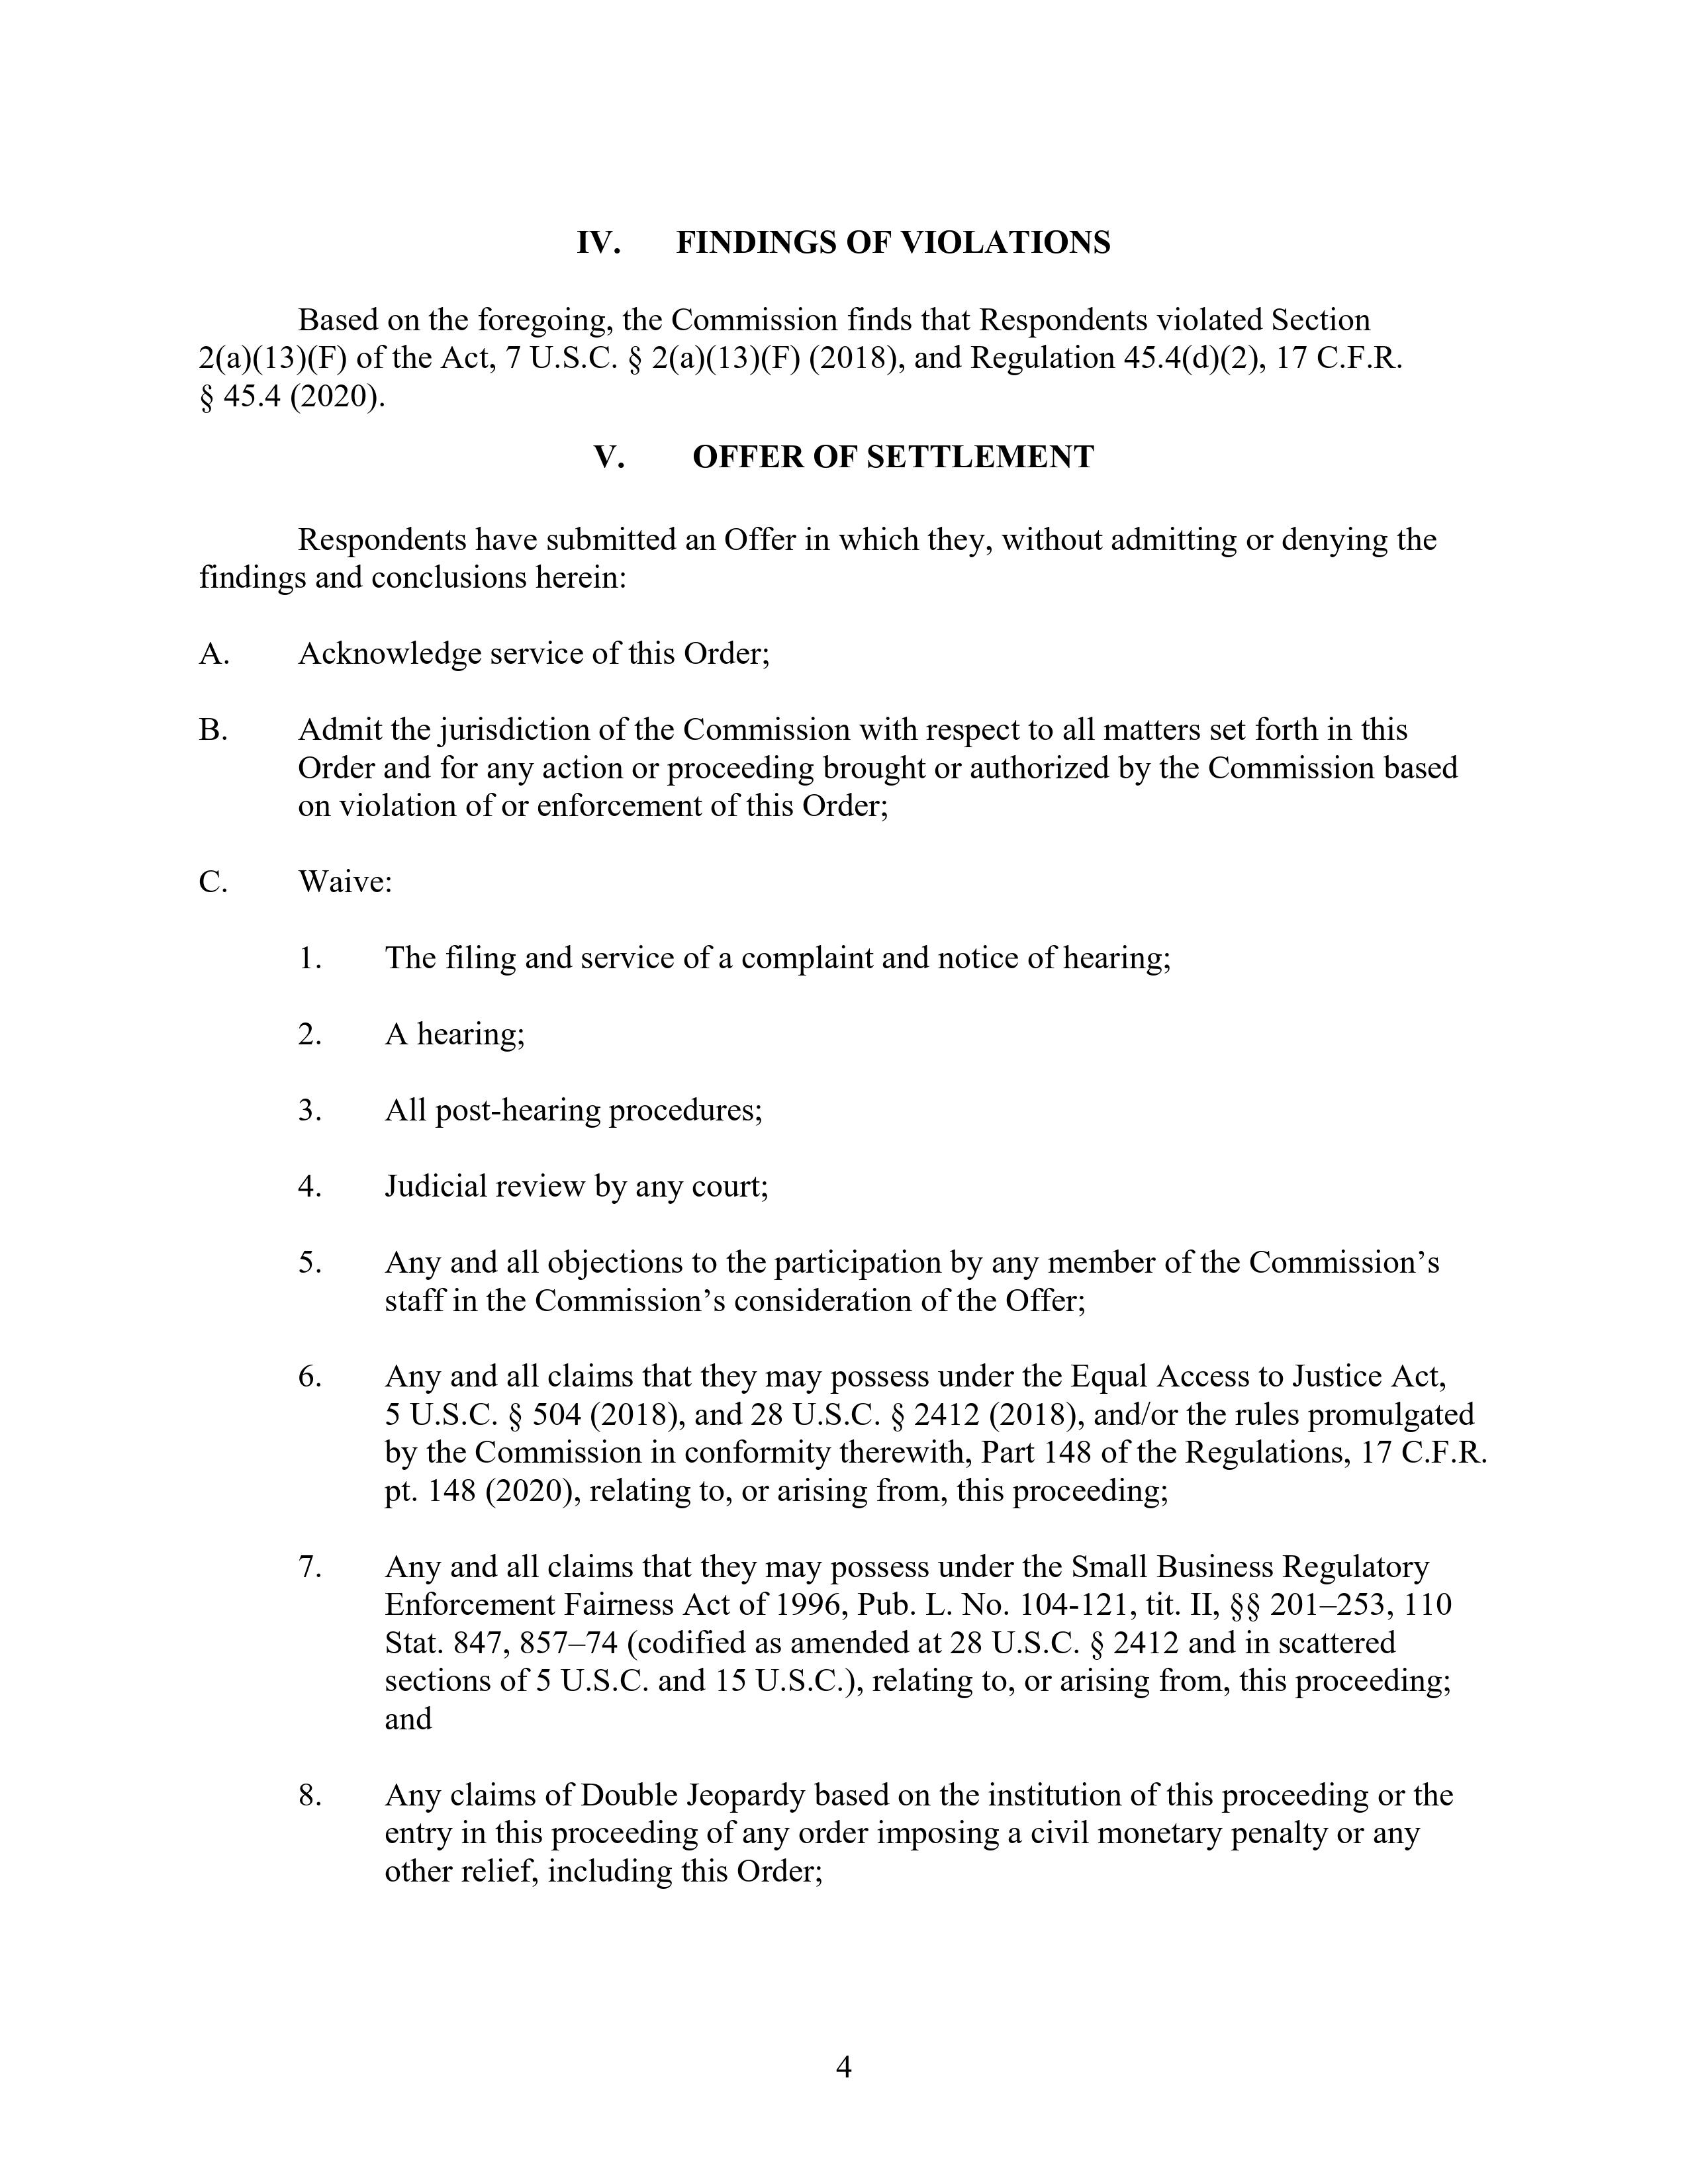 IV. FINDINGS OF VIOLATIONS
Based on the foregoing, the Commission finds that Respondents violated Section
2(a)(13)(F) of the Act, 7 U.S.C. § 2(a)(13)(F) (2018), and Regulation 45.4(d)(2), 17 C.F.R.
§ 45.4 (2020).
V. OFFER OF SETTLEMENT
Respondents have submitted an Offer in which they, without admitting or denying the
findings and conclusions herein:
A. Acknowledge service of this Order;
B. Admit the jurisdiction of the Commission with respect to all matters set forth in this
Order and for any action or proceeding brought or authorized by the Commission based
on violation of or enforcement of this Order;
C. Waive:
1. The filing and service of a complaint and notice of hearing;
2. A hearing;
3. All post-hearing procedures;
4. Judicial review by any court;
5. Any and all objections to the participation by any member of the Commission’s
staff in the Commission’s consideration of the Offer;
6. Any and all claims that they may possess under the Equal Access to Justice Act,
5 U.S.C. § 504 (2018), and 28 U.S.C. § 2412 (2018), and/or the rules promulgated
by the Commission in conformity therewith, Part 148 of the Regulations, 17 C.F.R.
pt. 148 (2020), relating to, or arising from, this proceeding;
7. Any and all claims that they may possess under the Small Business Regulatory
Enforcement Fairness Act of 1996, Pub. L. No. 104-121, tit. II, §§ 201–253, 110
Stat. 847, 857–74 (codified as amended at 28 U.S.C. § 2412 and in scattered
sections of 5 U.S.C. and 15 U.S.C.), relating to, or arising from, this proceeding;
and
8. Any claims of Double Jeopardy based on the institution of this proceeding or the
entry in this proceeding of any order imposing a civil monetary penalty or any
other relief, including this Order;
4